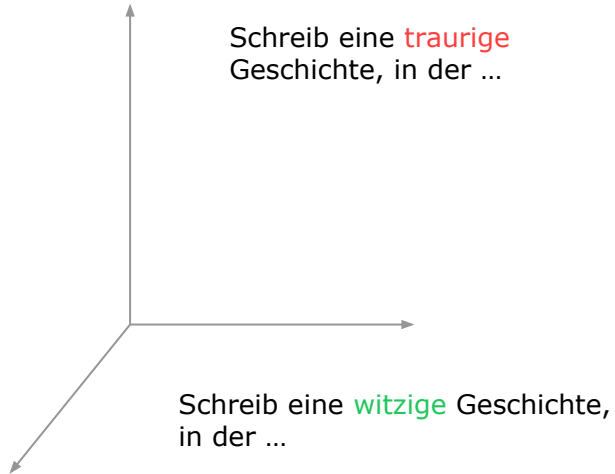 Schreib eine traurige
Geschichte, in der …
Schreib eine witzige Geschichte,
in der …